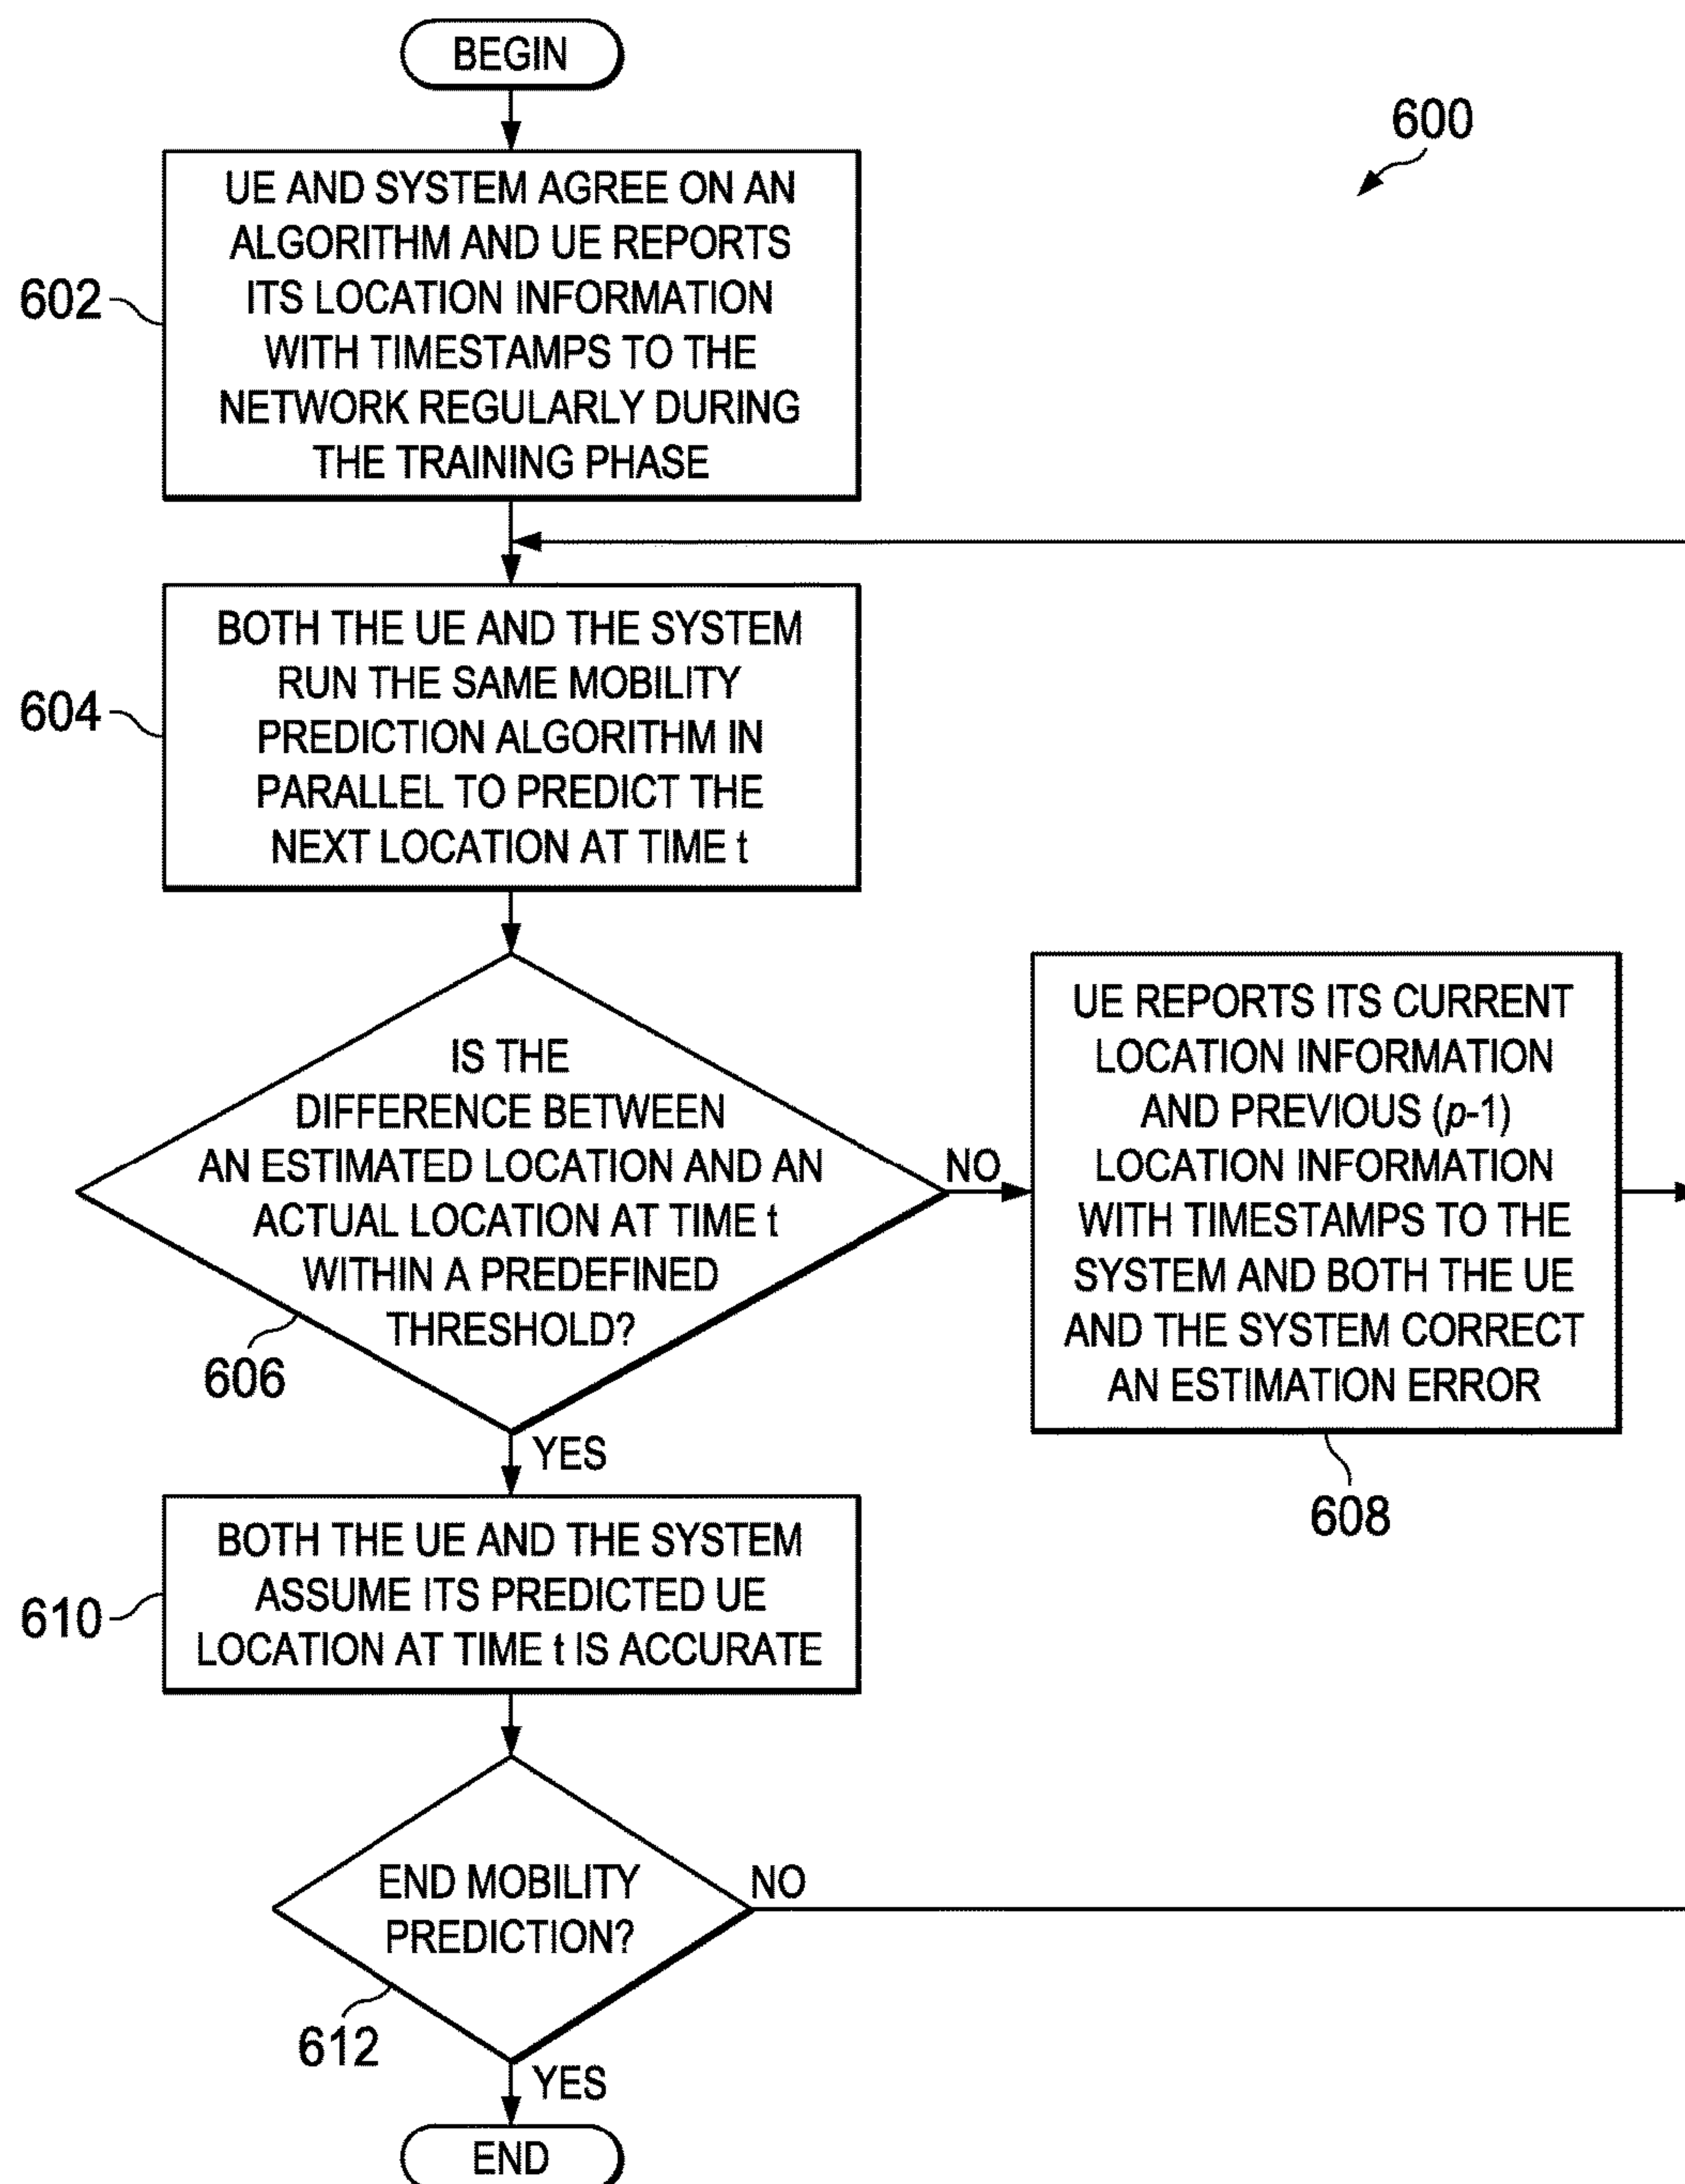 BEGIN
600
UE AND SYSTEM AGREE ON AN
ALGORITHM AND UE REPORTS
ITS LOCATION INFORMATION
WITH TIMESTAMPS TO THE
NETWORK REGULARLY DURING
THE TRAINING PHASE
602
BOTH THE UE AND THE SYSTEM
RUN THE SAME MOBILITY
PREDICTION ALGORITHM IN
PARALLEL TO PREDICT THE
NEXT LOCATION AT TIME t
604
IS THE
DIFFERENCE BETWEEN
AN ESTIMATED LOCATION AND AN
ACTUAL LOCATION AT TIME t
WITHIN A PREDEFINED
THRESHOLD?
606
NO
UE REPORTS ITS CURRENT
LOCATION INFORMATION
AND PREVIOUS (p-1)
LOCATION INFORMATION
WITH TIMESTAMPS TO THE
SYSTEM AND BOTH THE UE
AND THE SYSTEM CORRECT
AN ESTIMATION ERROR
608
YES
BOTH THE UE AND THE SYSTEM
ASSUME ITS PREDICTED UE
LOCATION AT TIME t IS ACCURATE
610
END MOBILITY
PREDICTION?
NO
612
YES
END